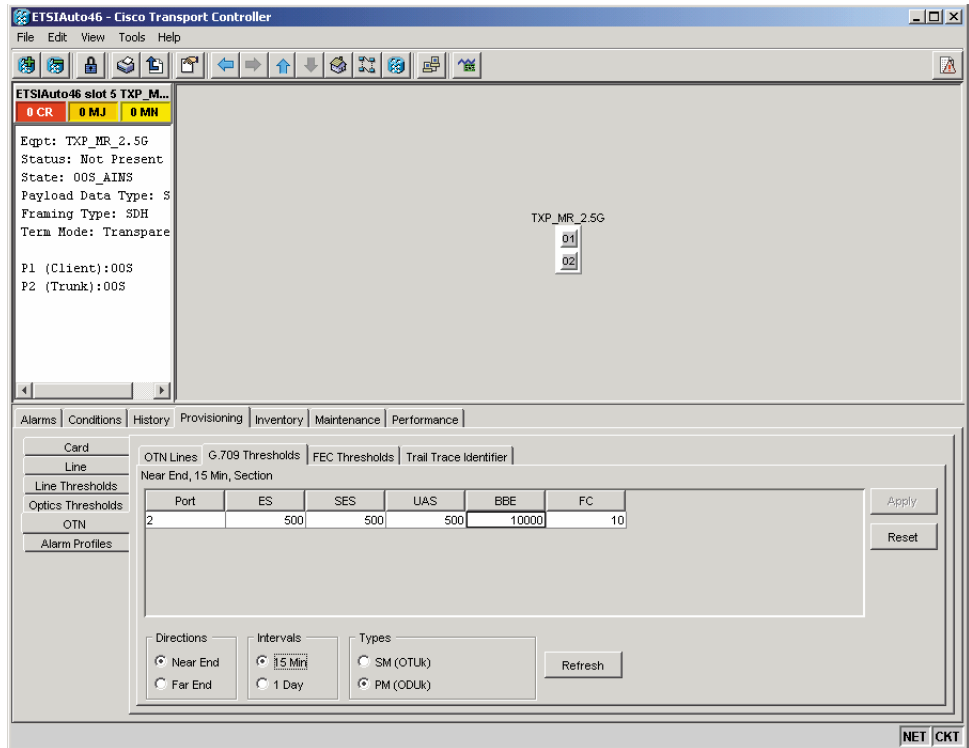 ETSIAuto46 - Cisco Transport Controller
File Edit View Tools Help
ETSIAuto46 slot 5 TXP_M...
0 CR 0 MJ 0 MN
Eqpt: TXP_MR_2.5G
Status: Not Present
State: OOS_AINS
Payload Data Type: S
Framing Type: SDH
Term Mode: Transpare
P1 (Client):OOS
P2 (Trunk):OOS
TXP_MR_2.5G
01
02
Alarms Conditions History Provisioning Inventory Maintenance Performance
Card
Line
Line Thresholds
Optics Thresholds
OTN
Alarm Profiles
OTN Lines G.709 Thresholds FEC Thresholds Trail Trace Identifier
Near End, 15 Min, Section
Port ES SES UAS BBE FC
2 500 500 500 10000 10
Apply
Reset
Directions Intervals Types
Near End 15 Min SM (OTUk)
Far End 1 Day PM (ODUk)
Refresh
NET CKT